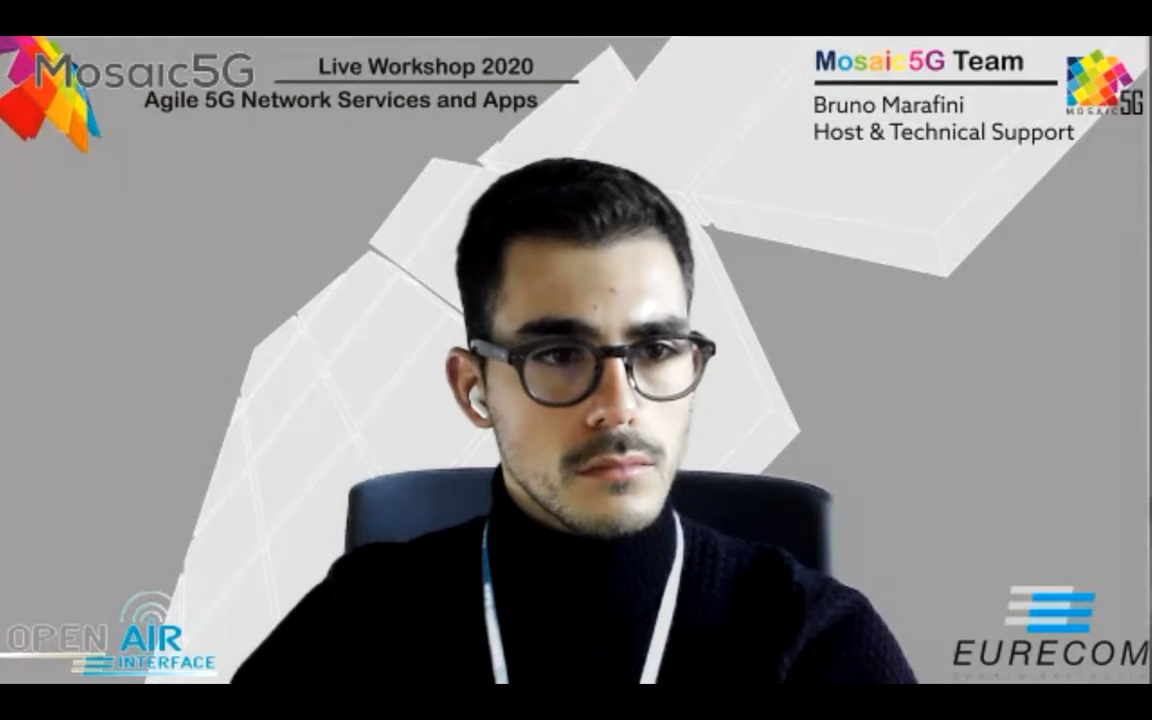 Mosaic5G
Live Workshop 2020
Agile 5G Network Services and Apps
Mosaic5G Team
Bruno Marafini
Host & Technical Support
MOSAIC 5G
OPEN AIR
INTERFACE
EURECOM